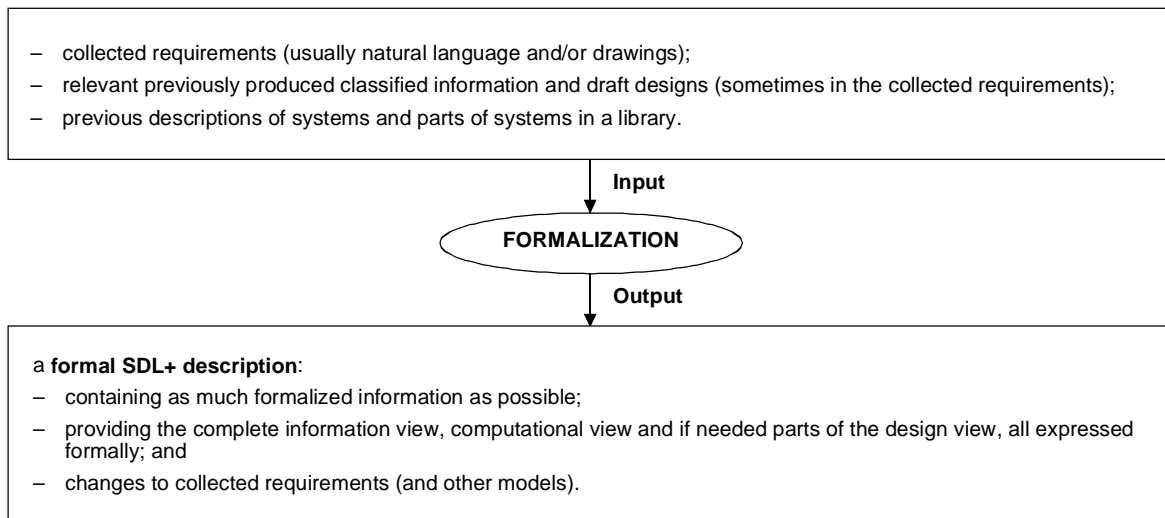 – collected requirements (usually natural language and/or drawings);
– relevant previously produced classified information and draft designs (sometimes in the collected requirements);
– previous descriptions of systems and parts of systems in a library.
Input
FORMALIZATION
Output
a formal SDL+ description:
– containing as much formalized information as possible;
– providing the complete information view, computational view and if needed parts of the design view, all expressed
formally; and
– changes to collected requirements (and other models).